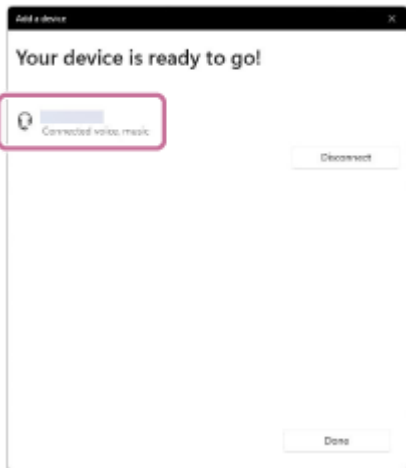 Add a device
Your device is ready to go!
Connected voice, music
Disconnect
Done